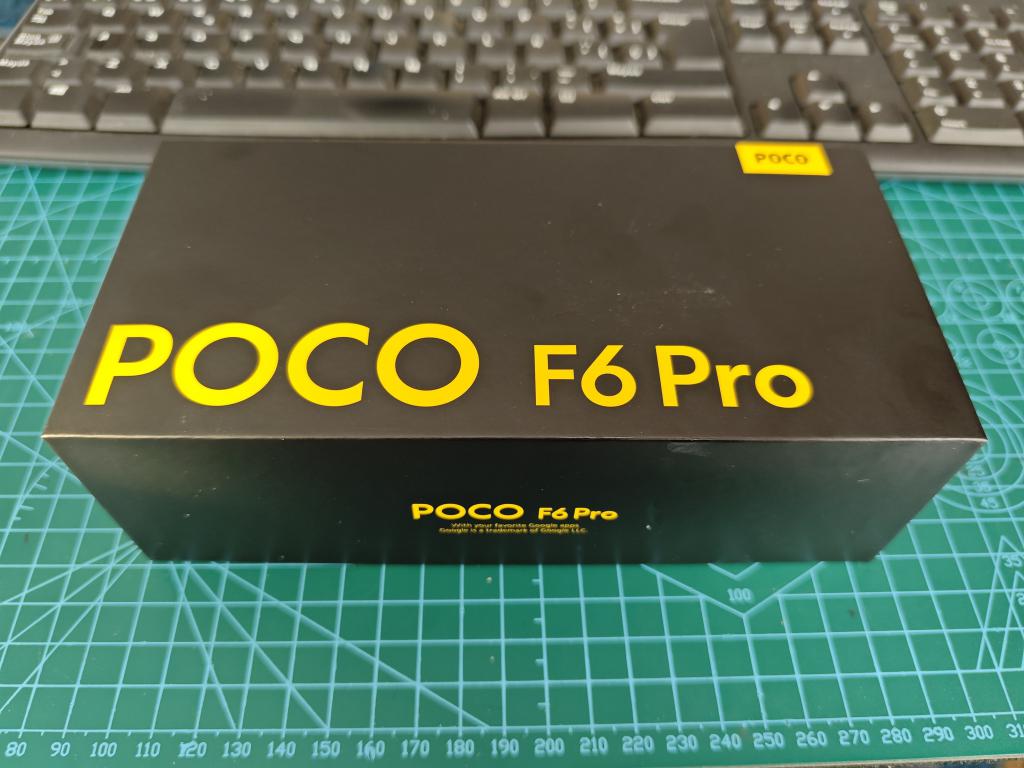 POCO
POCO F6 Pro
POCO F6 Pro
With your favorite Google apps
Google is a trademark of Google LLC.
100
80 90 100 110 120 130 140 150 160 170 180 190 200 210 220 230 240 250 260 270 280 290 300